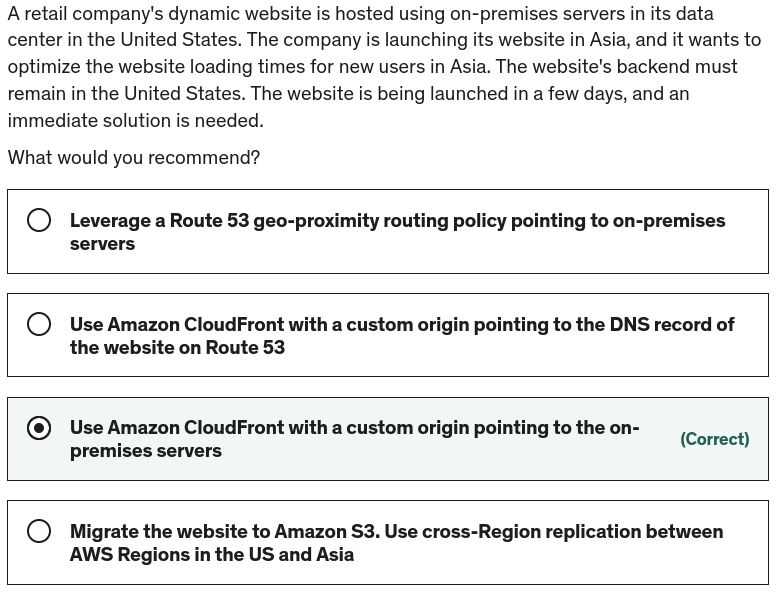 A retail company's dynamic website is hosted using on-premises servers in its data
center in the United States. The company is launching its website in Asia, and it wants to
optimize the website loading times for new users in Asia. The website's backend must
remain in the United States. The website is being launched in a few days, and an
immediate solution is needed.
What would you recommend?
Leverage a Route 53 geo-proximity routing policy pointing to on-premises
servers
Use Amazon CloudFront with a custom origin pointing to the DNS record of
the website on Route 53
Use Amazon CloudFront with a custom origin pointing to the on-
premises servers
(Correct)
Migrate the website to Amazon S3. Use cross-Region replication between
AWS Regions in the US and Asia